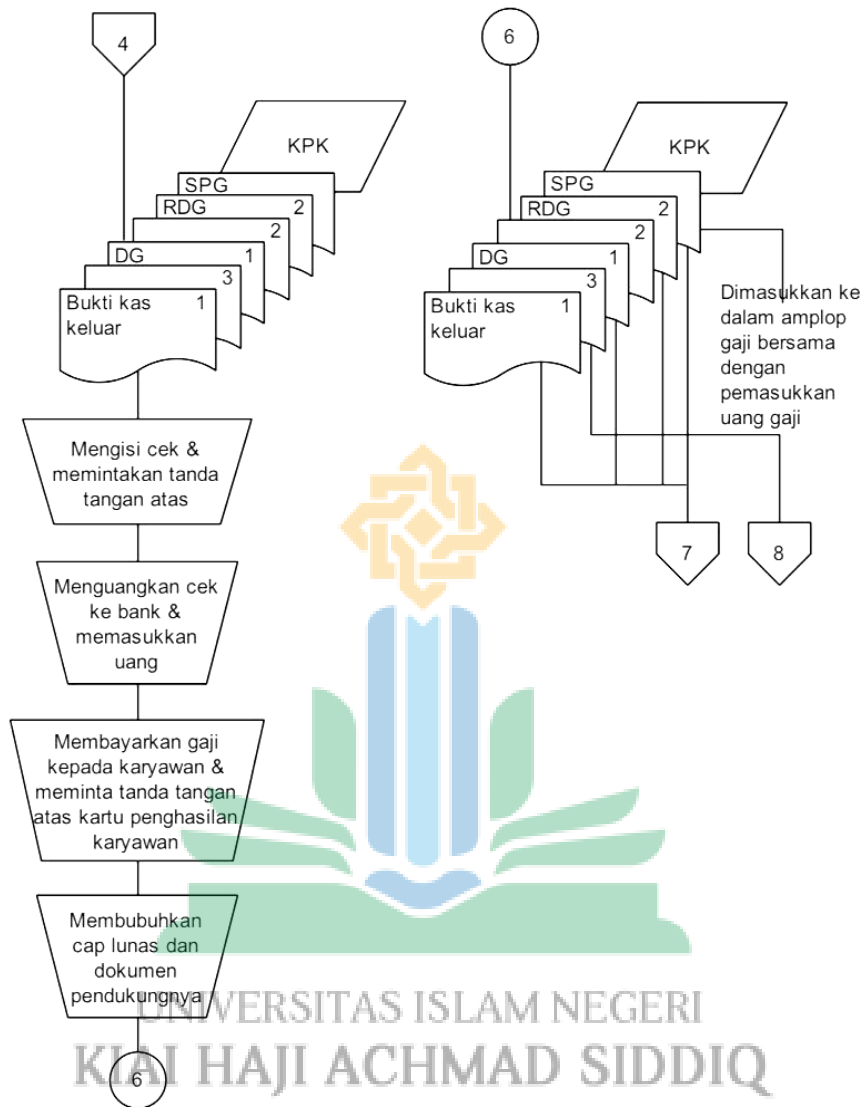 4
KPK
SPG
RDG 2
2
DG 1
3
Bukti kas 1
keluar
Mengisi cek &
memintakan tanda
tangan atas
Menguangkan cek
ke bank &
memasukkan
uang
Membayarkan gaji
kepada karyawan &
meminta tanda tangan
atas kartu penghasilan
karyawan
Membubuhkan
cap lunas dan
dokumen
pendukungnya
6
6
KPK
SPG
RDG 2
2
DG 1
3
Bukti kas 1
keluar
Dimasukkan ke
dalam amplop
gaji bersama
dengan
pemasukkan
uang gaji
7
8
UNIVERSITAS ISLAM NEGERI
KIAI HAJI ACHMAD SIDDIQ